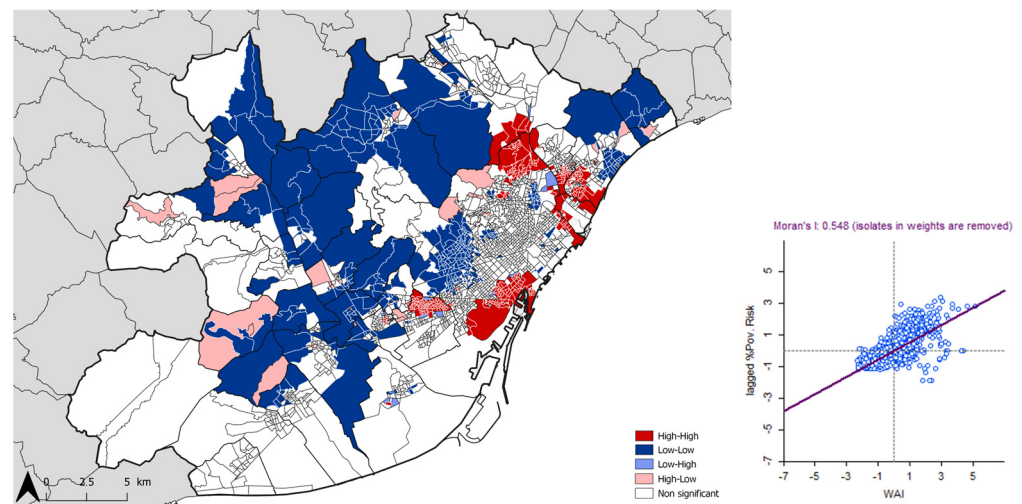 Moran's I: 0.548 (isolates in weights are removed)
5
3
1
-1
-3
-5
-7
lagged %Pov. Risk
-7
-5
-3
-1
1
3
5
WAI
High-High
Low-Low
Low-High
High-Low
Non significant
0 2.5 5 km